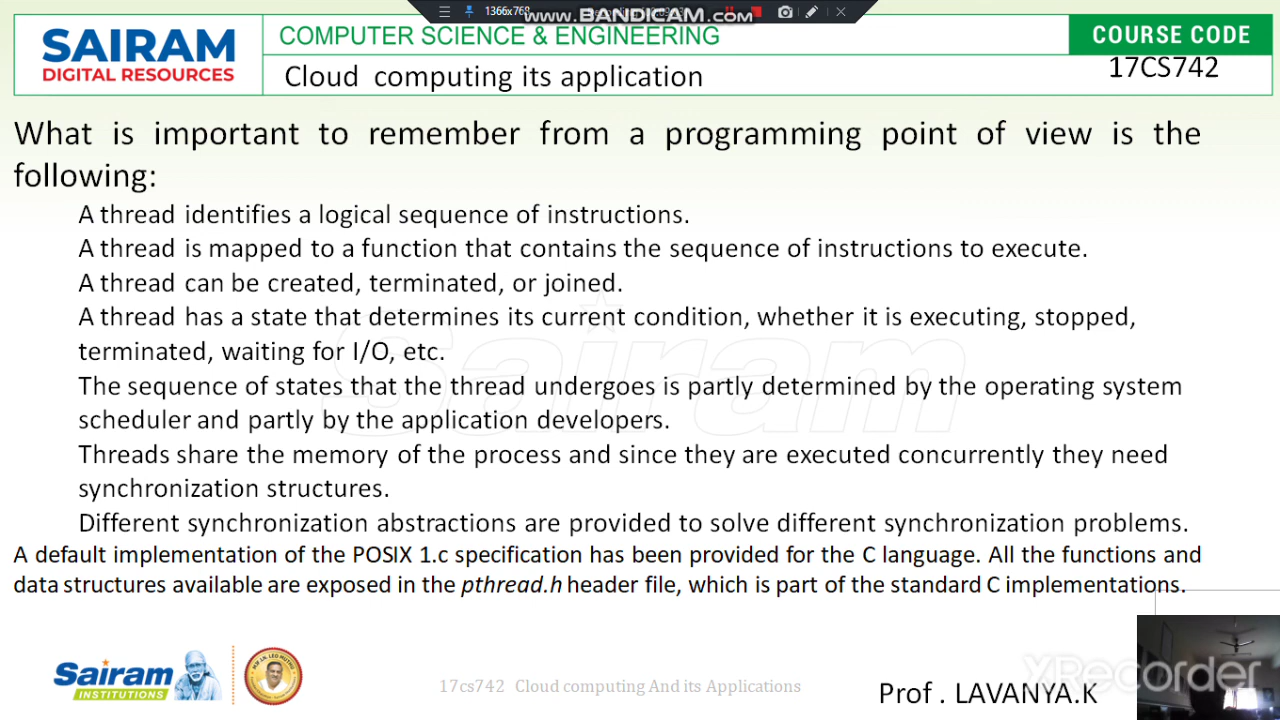 1366x768
www.BANDICAM.com
SAIRAM
DIGITAL RESOURCES
COMPUTER SCIENCE & ENGINEERING
COURSE CODE
Cloud computing its application
17CS742
What is important to remember from a programming point of view is the
following:
A thread identifies a logical sequence of instructions.
A thread is mapped to a function that contains the sequence of instructions to execute.
A thread can be created, terminated, or joined.
A thread has a state that determines its current condition, whether it is executing, stopped,
terminated, waiting for I/O, etc.
The sequence of states that the thread undergoes is partly determined by the operating system
scheduler and partly by the application developers.
Threads share the memory of the process and since they are executed concurrently they need
synchronization structures.
Different synchronization abstractions are provided to solve different synchronization problems.
A default implementation of the POSIX 1.c specification has been provided for the C language. All the functions and
data structures available are exposed in the pthread.h header file, which is part of the standard C implementations.
Sairam
Sairam
INSTITUTIONS
17cs742 Cloud computing And its Applications
Prof . LAVANYA.K
XRecorder